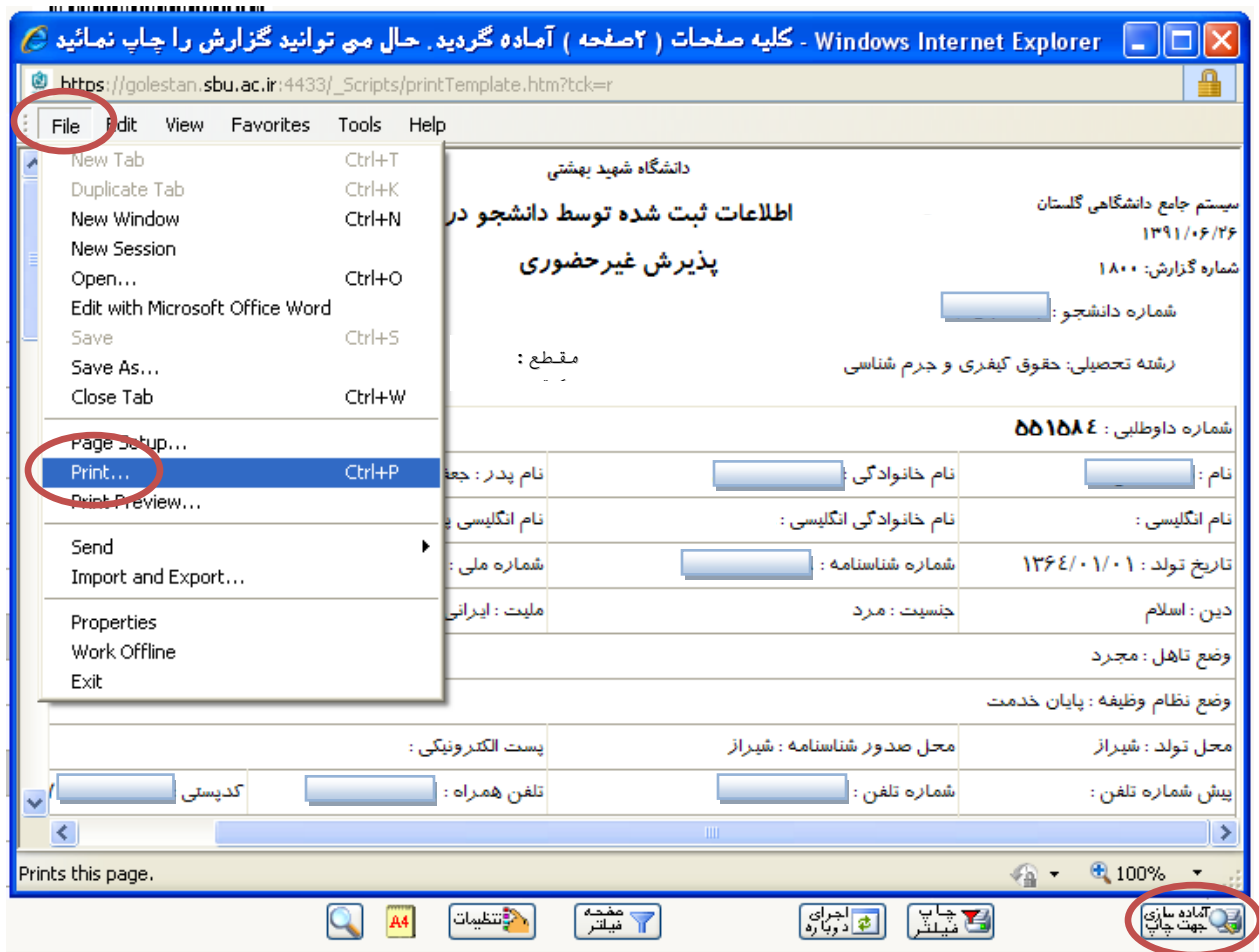 کلیه صفحات ( ۲صفحه ) آماده گردید. حال می توانید گزارش را چاپ نمائید - Windows Internet Explorer
https://golestan.sbu.ac.ir:4433/_Scripts/printTemplate.htm?tck=r
File Edit View Favorites Tools Help
New Tab Ctrl+T
Duplicate Tab Ctrl+K
New Window Ctrl+N
New Session
Open... Ctrl+O
Edit with Microsoft Office Word
Save Ctrl+S
Save As...
Close Tab Ctrl+W
Page Setup...
Print... Ctrl+P
Print Preview...
Send
Import and Export...
Properties
Work Offline
Exit
دانشگاه شهید بهشتی
سیستم جامع دانشگاهی گلستان
اطلاعات ثبت شده توسط دانشجو در
۱۳۹۱/۰۶/۲۶
پذیرش غیرحضوری
شماره گزارش: ۱۸۰۰
شماره دانشجو :
رشته تحصیلی: حقوق کیفری و جرم شناسی مقطع :
شماره داوطلبی : ۵۵۱۵۸٤
نام : نام خانوادگی : نام پدر :
نام انگلیسی : نام خانوادگی انگلیسی : نام انگلیسی
تاریخ تولد : ۱۳۶٤/۰۱/۰۱ شماره شناسنامه : شماره ملی :
دین : اسلام جنسیت : مرد ملیت : ایرانی
وضع تاهل : مجرد
وضع نظام وظیفه : پایان خدمت
محل تولد : شیراز محل صدور شناسنامه : شیراز پست الکترونیکی :
پیش شماره تلفن : شماره تلفن : تلفن همراه : کدپستی
Prints this page. 100%
آماده سازی جهت چاپ چاپ فیلتر اجرای دوباره صفحه فیلتر تنظیمات A4